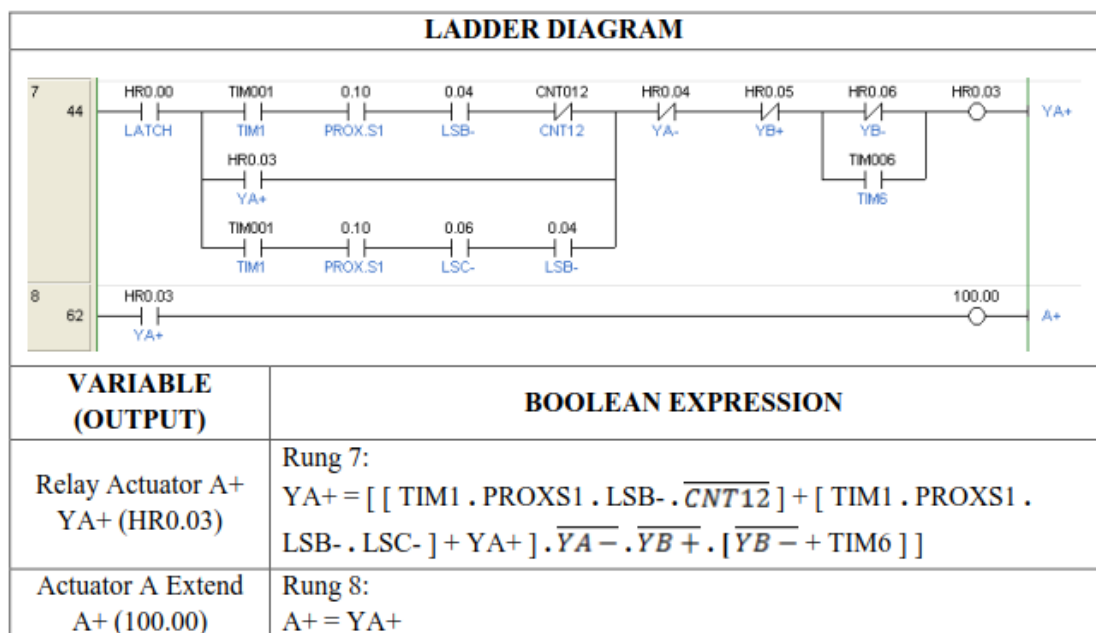 LADDER DIAGRAM
7 HR0.00 TIM001 0.10 0.04 CNT012 HR0.04 HR0.05 HR0.06 HR0.03
44 YA+
LATCH TIM1 PROX.S1 LSB- CNT12 YA- YB+ YB-
HR0.03 TIM006
YA+ TIM6
TIM001 0.10 0.06 0.04
TIM1 PROX.S1 LSC- LSB-
8 HR0.03 100.00
62 A+
YA+
VARIABLE
(OUTPUT)
BOOLEAN EXPRESSION
Relay Actuator A+
YA+ (HR0.03)
Rung 7:
YA+ = [ [ TIM1 . PROXS1 . LSB- . C̅N̅T̅1̅2̅ ] + [ TIM1 . PROXS1 .
LSB- . LSC- ] + YA+ ] . Y̅A̅ ̅−̅ . Y̅B̅ ̅+̅ . [ Y̅B̅ ̅−̅ + TIM6 ] ]
Actuator A Extend
A+ (100.00)
Rung 8:
A+ = YA+